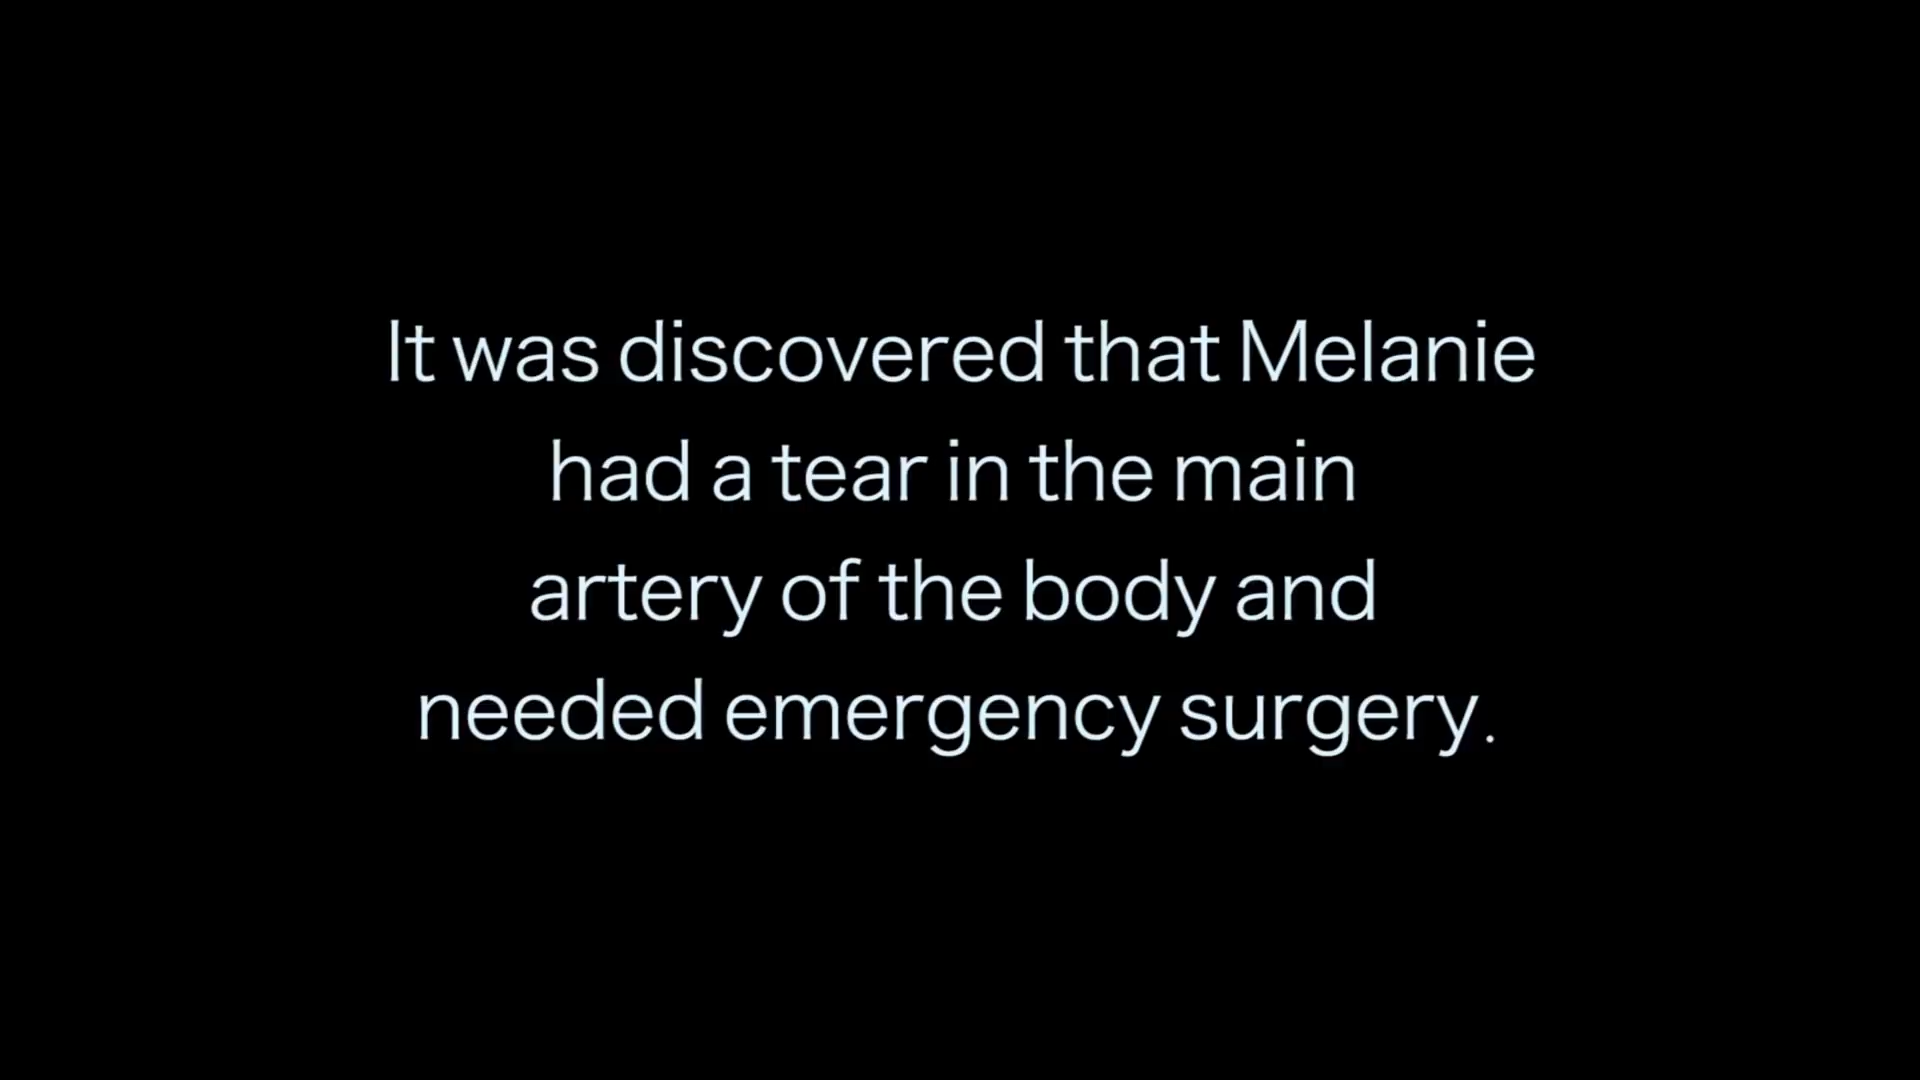 It was discovered that Melanie
had a tear in the main
artery of the body and
needed emergency surgery.